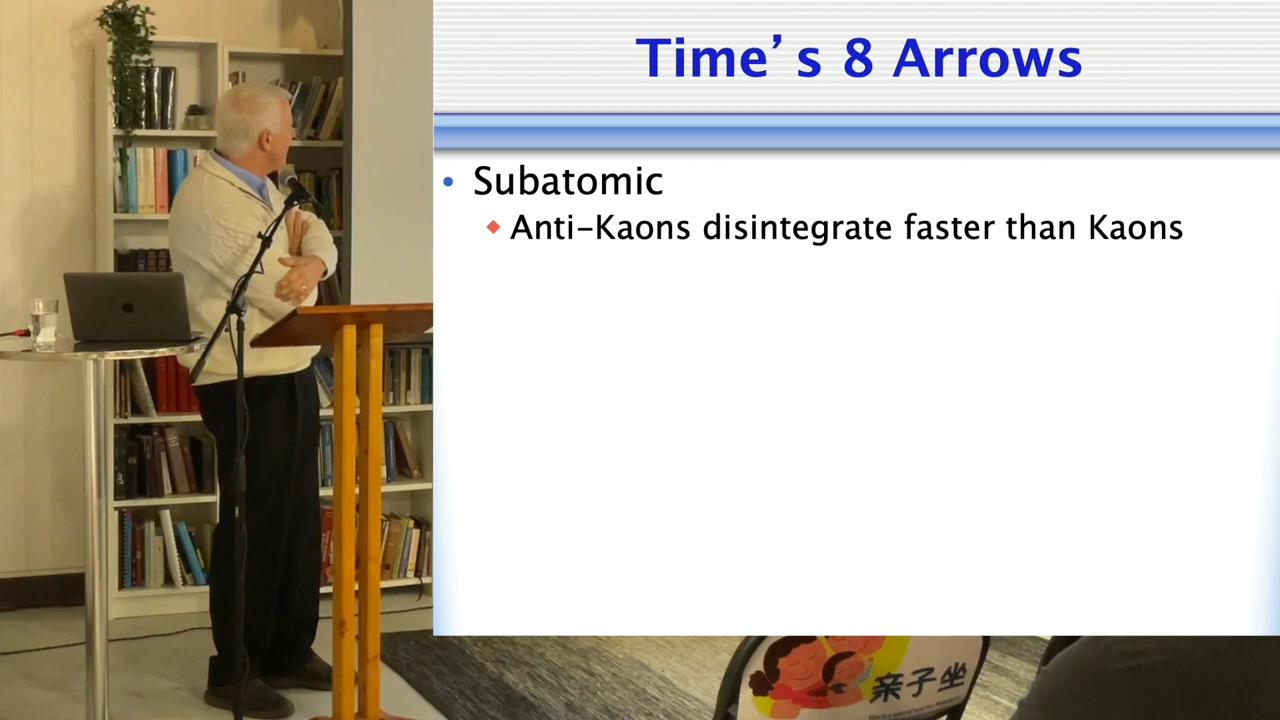 Time's 8 Arrows
• Subatomic
Anti-Kaons disintegrate faster than Kaons
亲子坐